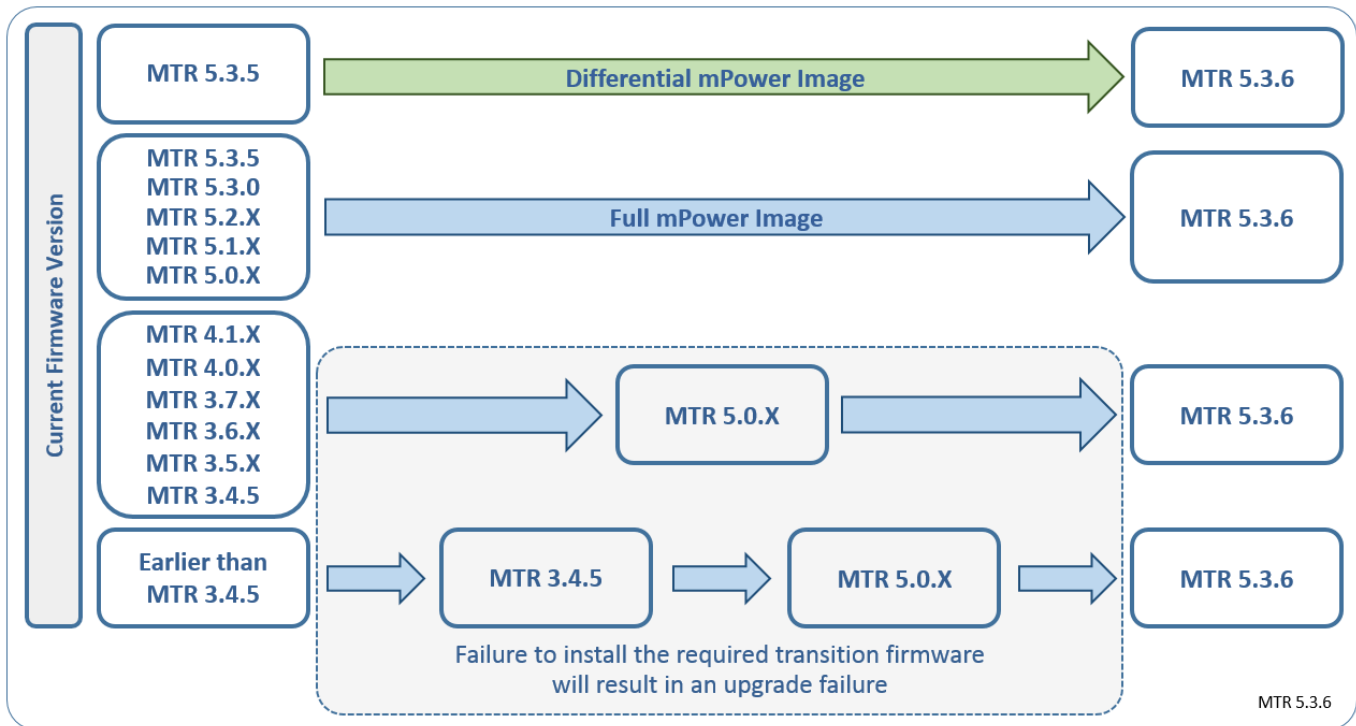 Current Firmware Version
MTR 5.3.5
Differential mPower Image
MTR 5.3.6
MTR 5.3.5
MTR 5.3.0
MTR 5.2.X
MTR 5.1.X
MTR 5.0.X
Full mPower Image
MTR 5.3.6
MTR 4.1.X
MTR 4.0.X
MTR 3.7.X
MTR 3.6.X
MTR 3.5.X
MTR 3.4.5
MTR 5.0.X
MTR 5.3.6
Earlier than
MTR 3.4.5
MTR 3.4.5
MTR 5.0.X
MTR 5.3.6
Failure to install the required transition firmware
will result in an upgrade failure
MTR 5.3.6